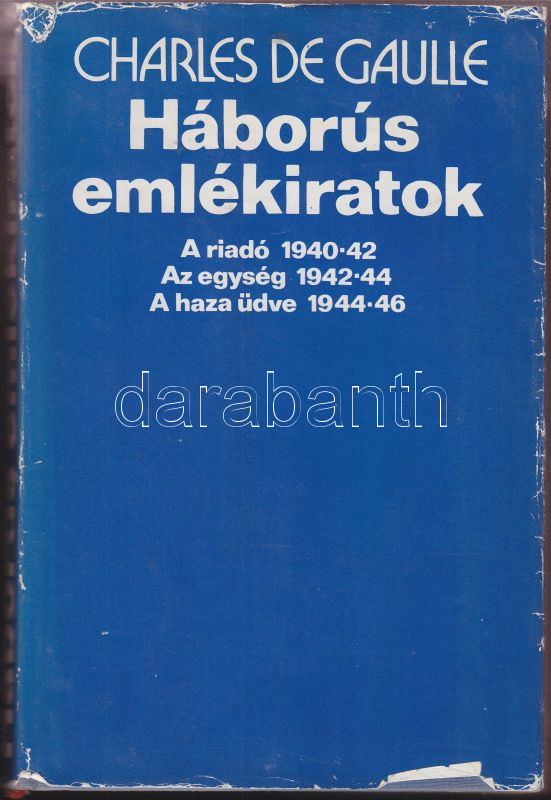 CHARLES DE GAULLE
Háborús
emlékiratok
A riadó 1940·42
Az egység 1942·44
A haza üdve 1944·46
darabanth